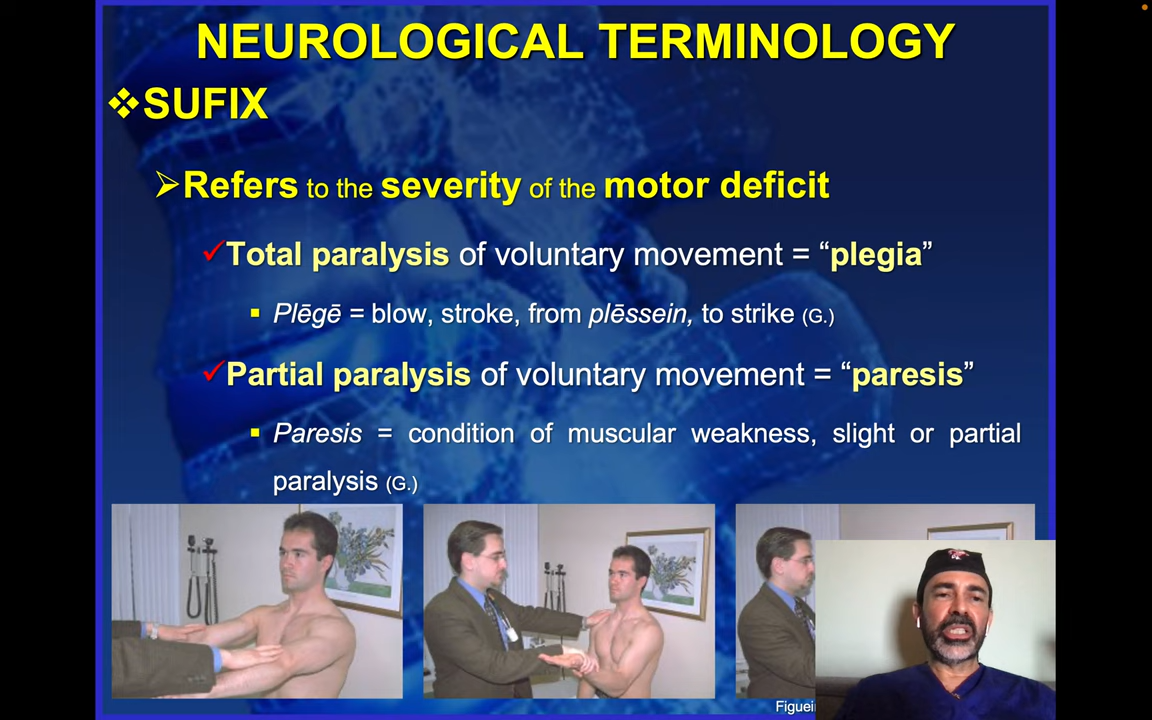 NEUROLOGICAL TERMINOLOGY
❖SUFIX
➢Refers to the severity of the motor deficit
✓Total paralysis of voluntary movement = “plegia”
▪ Plēgē = blow, stroke, from plēssein, to strike (G.)
✓Partial paralysis of voluntary movement = “paresis”
▪ Paresis = condition of muscular weakness, slight or partial
paralysis (G.)